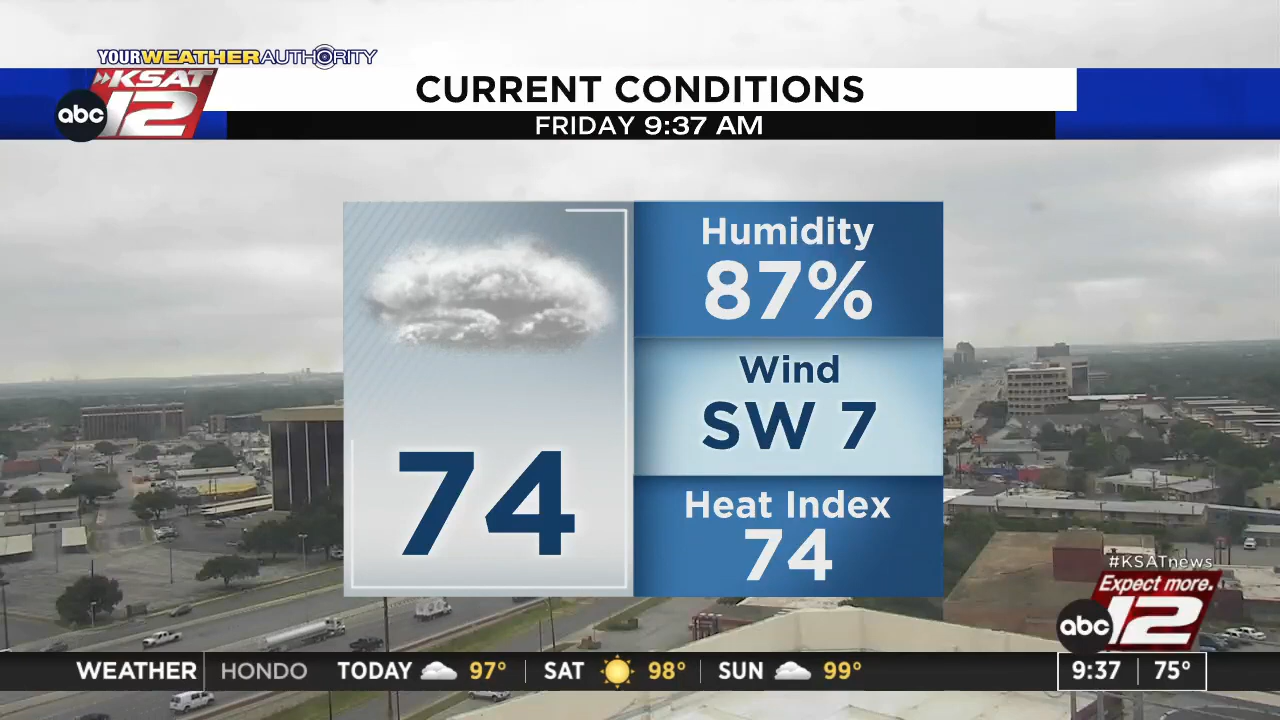 YOURWEATHERAUTHORITY
KSAT
abc 12
CURRENT CONDITIONS
FRIDAY 9:37 AM
Humidity
87%
Wind
SW 7
74
Heat Index
74
#KSATnews
Expect more.
abc 12
WEATHER HONDO TODAY 97° SAT 98° SUN 99° 9:37 75°